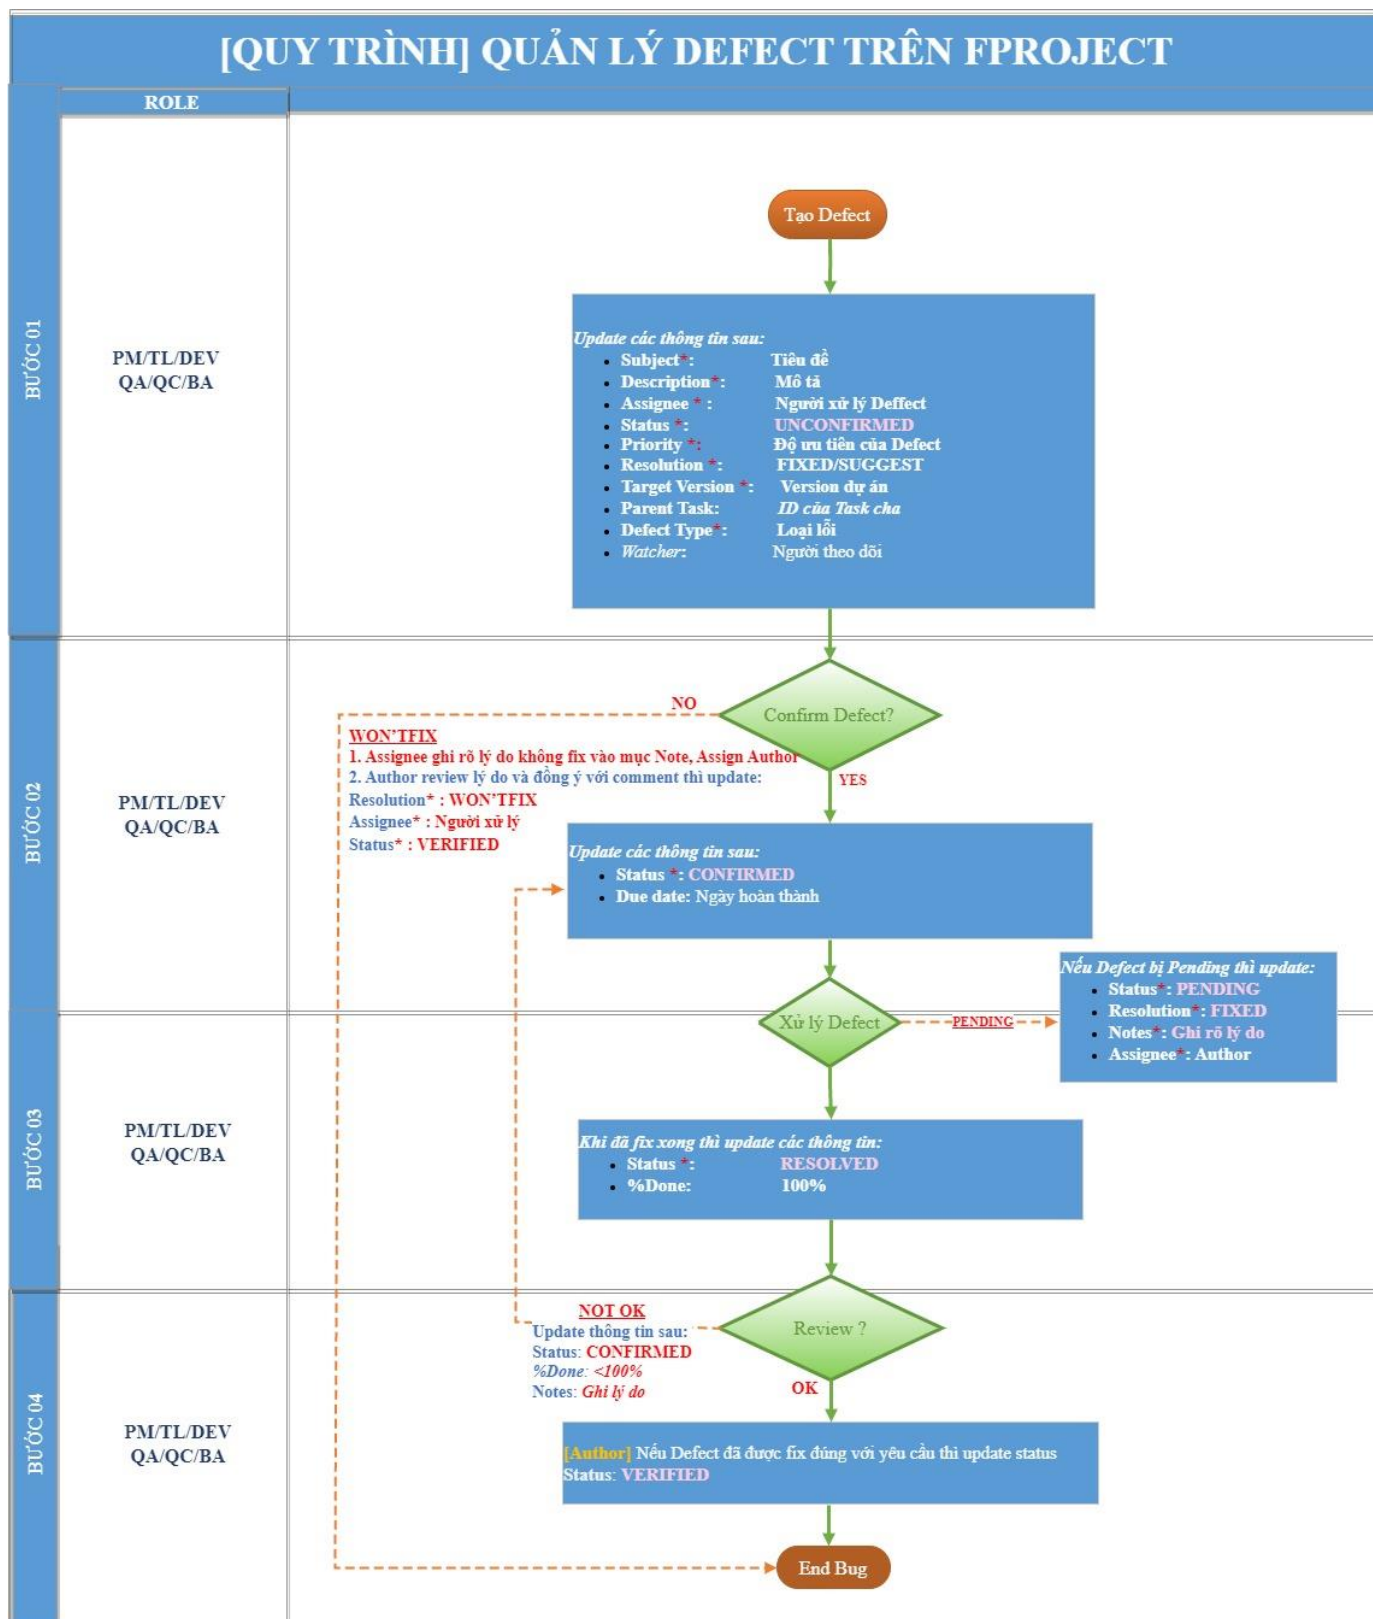 [QUY TRÌNH] QUẢN LÝ DEFECT TRÊN FPROJECT
ROLE
BƯỚC 01
PM/TL/DEV
QA/QC/BA
Tạo Defect
Update các thông tin sau:
• Subject*: Tiêu đề
• Description*: Mô tả
• Assignee * : Người xử lý Deffect
• Status *: UNCONFIRMED
• Priority *: Độ ưu tiên của Defect
• Resolution *: FIXED/SUGGEST
• Target Version *: Version dự án
• Parent Task: ID của Task cha
• Defect Type*: Loại lỗi
• Watcher: Người theo dõi
BƯỚC 02
PM/TL/DEV
QA/QC/BA
Confirm Defect?
NO
WON'TFIX
1. Assignee ghi rõ lý do không fix vào mục Note, Assign Author
2. Author review lý do và đồng ý với comment thì update:
Resolution* : WON'TFIX
Assignee* : Người xử lý
Status* : VERIFIED
YES
Update các thông tin sau:
• Status *: CONFIRMED
• Due date: Ngày hoàn thành
Xử lý Defect
PENDING
Nếu Defect bị Pending thì update:
• Status*: PENDING
• Resolution*: FIXED
• Notes*: Ghi rõ lý do
• Assignee*: Author
BƯỚC 03
PM/TL/DEV
QA/QC/BA
Khi đã fix xong thì update các thông tin:
• Status *: RESOLVED
• %Done: 100%
BƯỚC 04
PM/TL/DEV
QA/QC/BA
Review ?
NOT OK
Update thông tin sau:
Status: CONFIRMED
%Done: <100%
Notes: Ghi lý do
OK
[Author] Nếu Defect đã được fix đúng với yêu cầu thì update status
Status: VERIFIED
End Bug